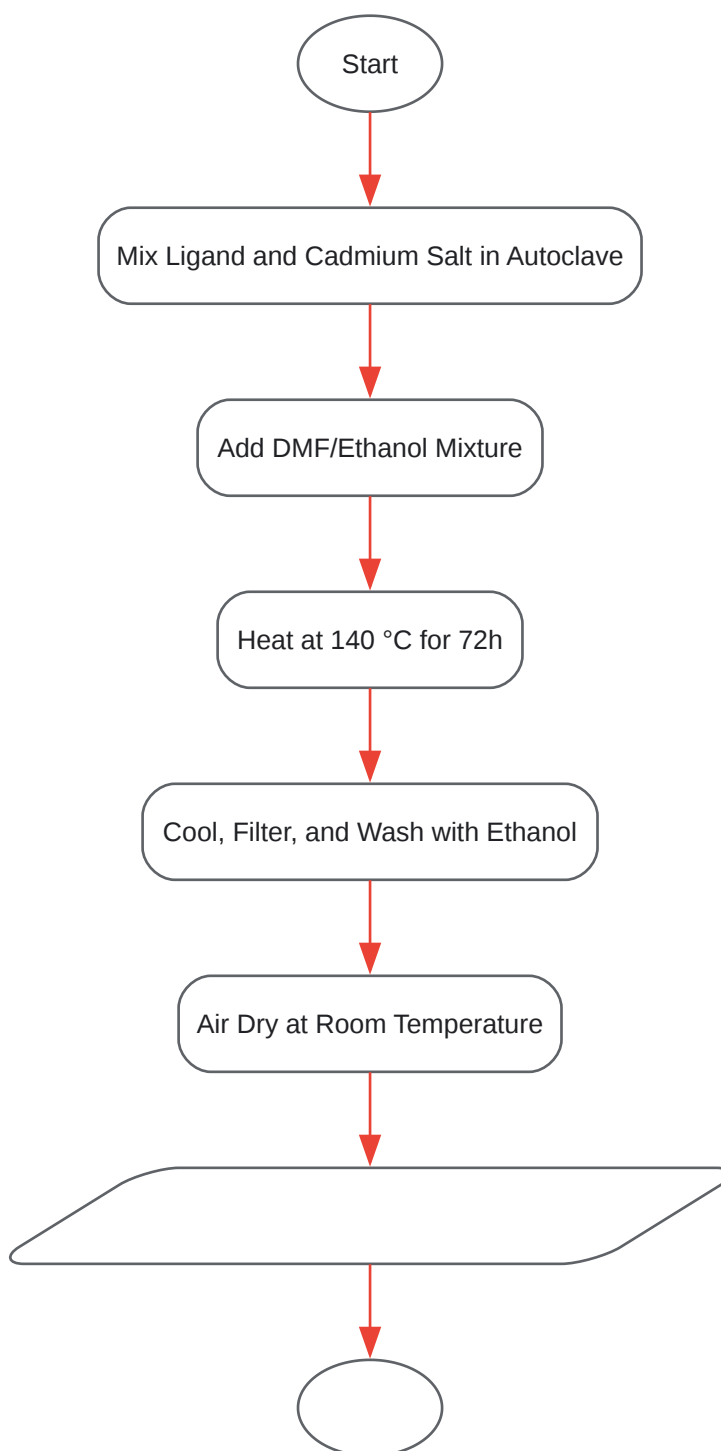 Start
Mix Ligand and Cadmium Salt in Autoclave
Add DMF/Ethanol Mixture
Heat at 140 °C for 72h
Cool, Filter, and Wash with Ethanol
Air Dry at Room Temperature